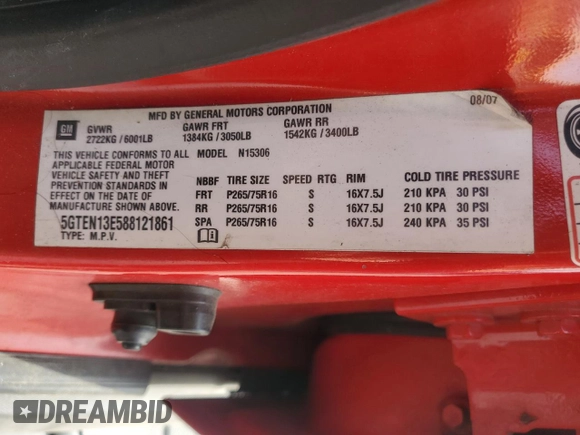 MFD BY GENERAL MOTORS CORPORATION
08/07
GM
GVWR GAWR FRT GAWR RR
2722KG / 6001LB 1384KG / 3050LB 1542KG / 3400LB
THIS VEHICLE CONFORMS TO ALL MODEL N15306
APPLICABLE FEDERAL MOTOR
VEHICLE SAFETY AND THEFT
PREVENTION STANDARDS IN
EFFECT ON THE DATE OF
MANUFACTURE SHOWN ABOVE.
5GTEN13E588121861
TYPE: M.P.V.
NBBF TIRE SIZE SPEED RTG RIM COLD TIRE PRESSURE
FRT P265/75R16 S 16X7.5J 210 KPA 30 PSI
RR P265/75R16 S 16X7.5J 210 KPA 30 PSI
SPA P265/75R16 S 16X7.5J 240 KPA 35 PSI
DREAMBID